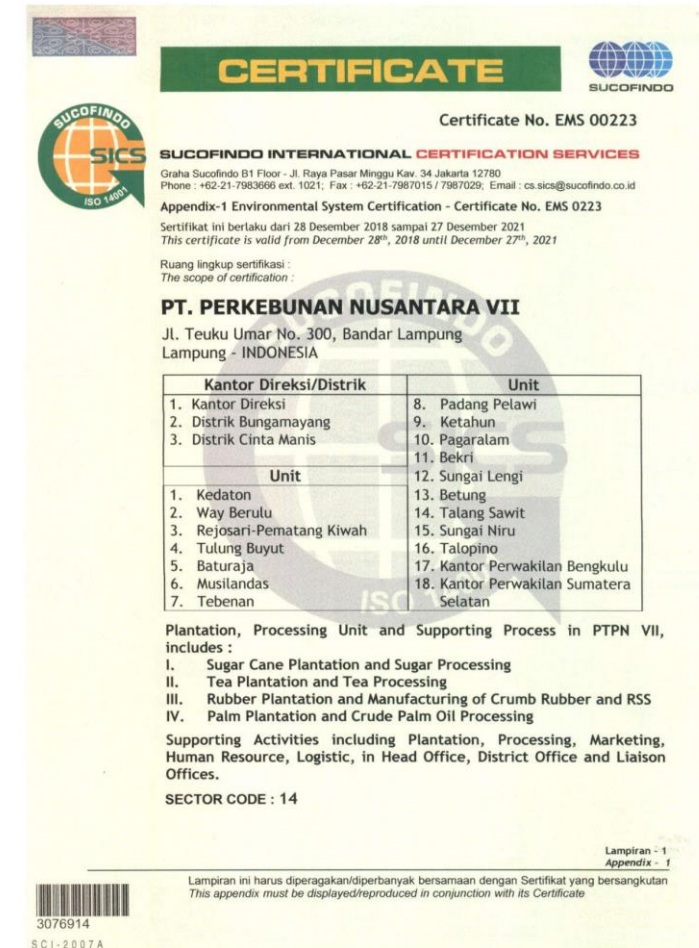 CERTIFICATE
SUCOFINDO
SUCOFINDO
SICS
ISO 14001
Certificate No. EMS 00223
SUCOFINDO INTERNATIONAL CERTIFICATION SERVICES
Graha Sucofindo B1 Floor - Jl. Raya Pasar Minggu Kav. 34 Jakarta 12780
Phone : +62-21-7983666 ext. 1021; Fax : +62-21-7987015 / 7987029; Email : cs.sics@sucofindo.co.id
Appendix-1 Environmental System Certification - Certificate No. EMS 0223
Sertifikat ini berlaku dari 28 Desember 2018 sampai 27 Desember 2021
This certificate is valid from December 28th, 2018 until December 27th, 2021
Ruang lingkup sertifikasi :
The scope of certification :
PT. PERKEBUNAN NUSANTARA VII
Jl. Teuku Umar No. 300, Bandar Lampung
Lampung - INDONESIA
Kantor Direksi/Distrik
1. Kantor Direksi
2. Distrik Bungamayang
3. Distrik Cinta Manis
Unit
1. Kedaton
2. Way Berulu
3. Rejosari-Pematang Kiwah
4. Tulung Buyut
5. Baturaja
6. Musilandas
7. Tebenan
Unit
8. Padang Pelawi
9. Ketahun
10. Pagaralam
11. Bekri
12. Sungai Lengi
13. Betung
14. Talang Sawit
15. Sungai Niru
16. Talopino
17. Kantor Perwakilan Bengkulu
18. Kantor Perwakilan Sumatera
Selatan
SUCOFINDO
SICS
ISO 14001
Plantation, Processing Unit and Supporting Process in PTPN VII,
includes :
I. Sugar Cane Plantation and Sugar Processing
II. Tea Plantation and Tea Processing
III. Rubber Plantation and Manufacturing of Crumb Rubber and RSS
IV. Palm Plantation and Crude Palm Oil Processing
Supporting Activities including Plantation, Processing, Marketing,
Human Resource, Logistic, in Head Office, District Office and Liaison
Offices.
SECTOR CODE : 14
Lampiran - 1
Appendix - 1
Lampiran ini harus diperagakan/diperbanyak bersamaan dengan Sertifikat yang bersangkutan
This appendix must be displayed/reproduced in conjunction with its Certificate
3076914
SCI-2007A